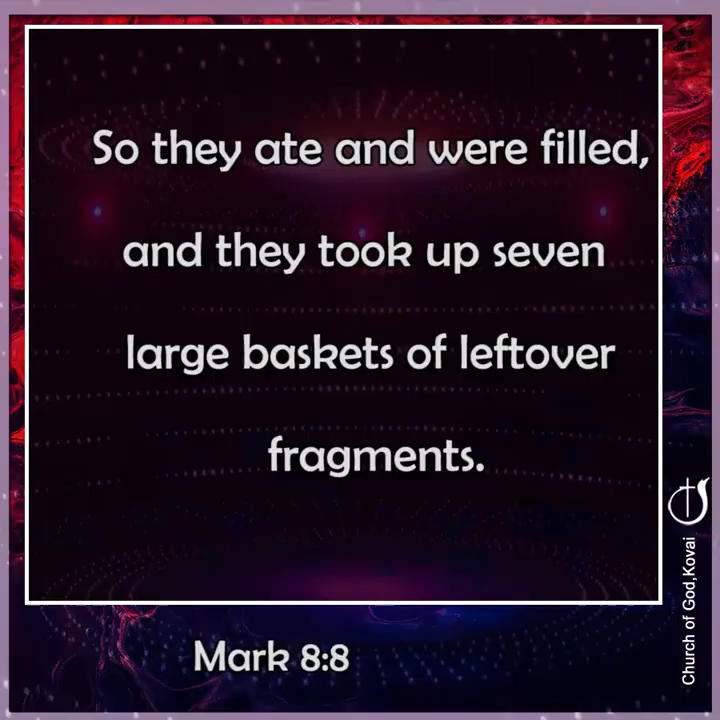 So they ate and were filled,
and they took up seven
large baskets of leftover
fragments.
Mark 8:8
Church of God,Kovai